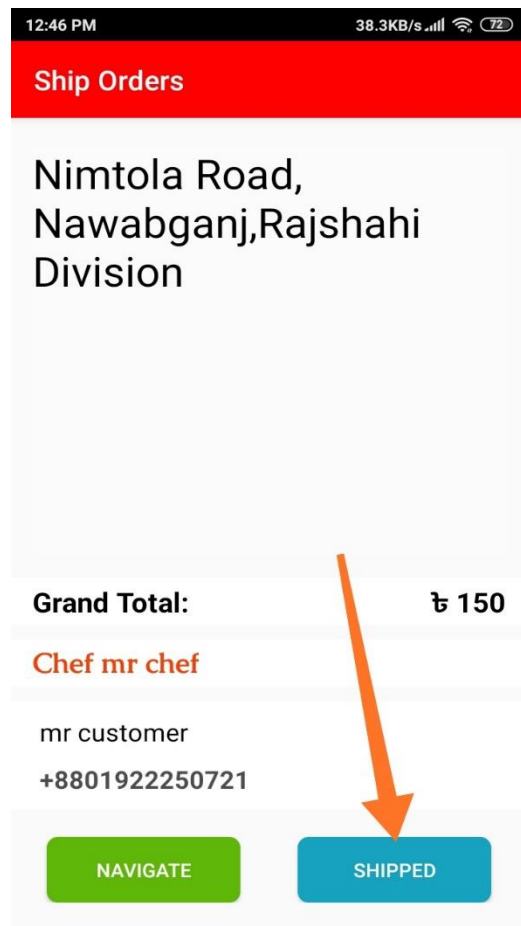 12:46 PM 38.3KB/s 72
Ship Orders
Nimtola Road,
Nawabganj,Rajshahi
Division
Grand Total: ৳ 150
Chef mr chef
mr customer
+8801922250721
NAVIGATE SHIPPED